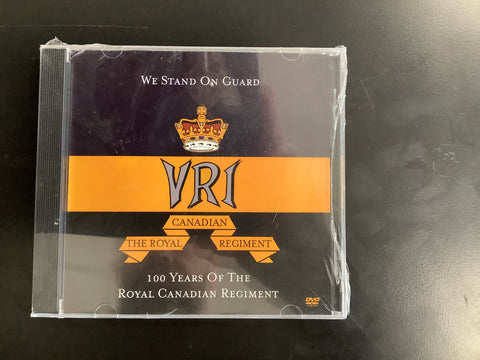 We Stand On Guard
VRI
CANADIAN
THE ROYAL REGIMENT
100 Years Of The
Royal Canadian Regiment
DVD